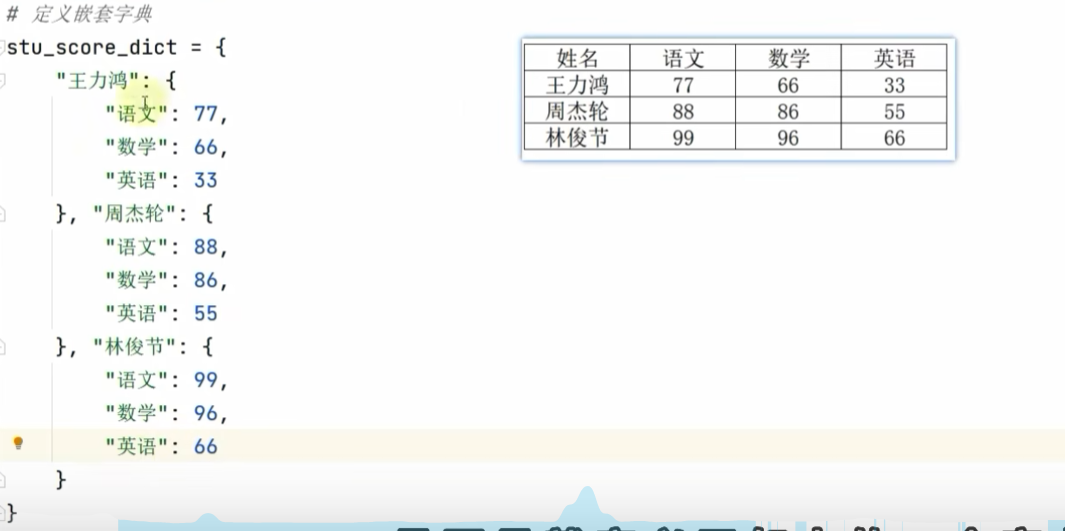 # 定义嵌套字典
stu_score_dict = {
"王力鸿": {
"语文": 77,
"数学": 66,
"英语": 33
}, "周杰轮": {
"语文": 88,
"数学": 86,
"英语": 55
}, "林俊节": {
"语文": 99,
"数学": 96,
"英语": 66
}
}
姓名 语文 数学 英语
王力鸿 77 66 33
周杰轮 88 86 55
林俊节 99 96 66